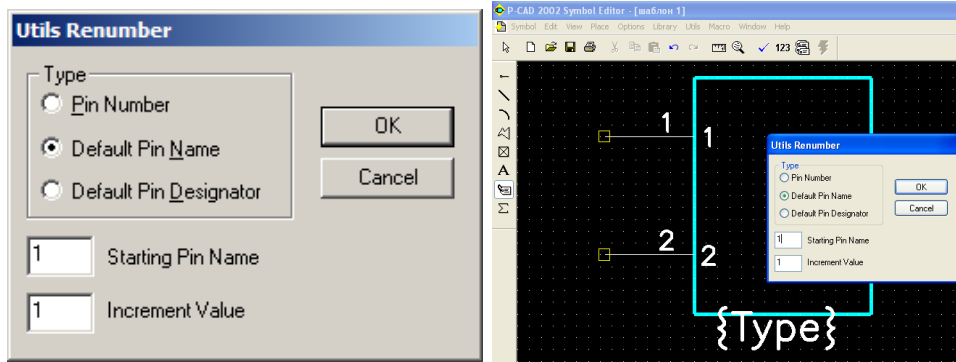 Utils Renumber
Type
Pin Number
Default Pin Name
Default Pin Designator
OK
Cancel
1 Starting Pin Name
1 Increment Value
P-CAD 2002 Symbol Editor - [шаблон 1]
Symbol Edit View Place Options Library Utils Macro Window Help
123
A
Σ
1 1
2 2
{Type}
Utils Renumber
Type
Pin Number
Default Pin Name
Default Pin Designator
OK
Cancel
1 Starting Pin Name
1 Increment Value